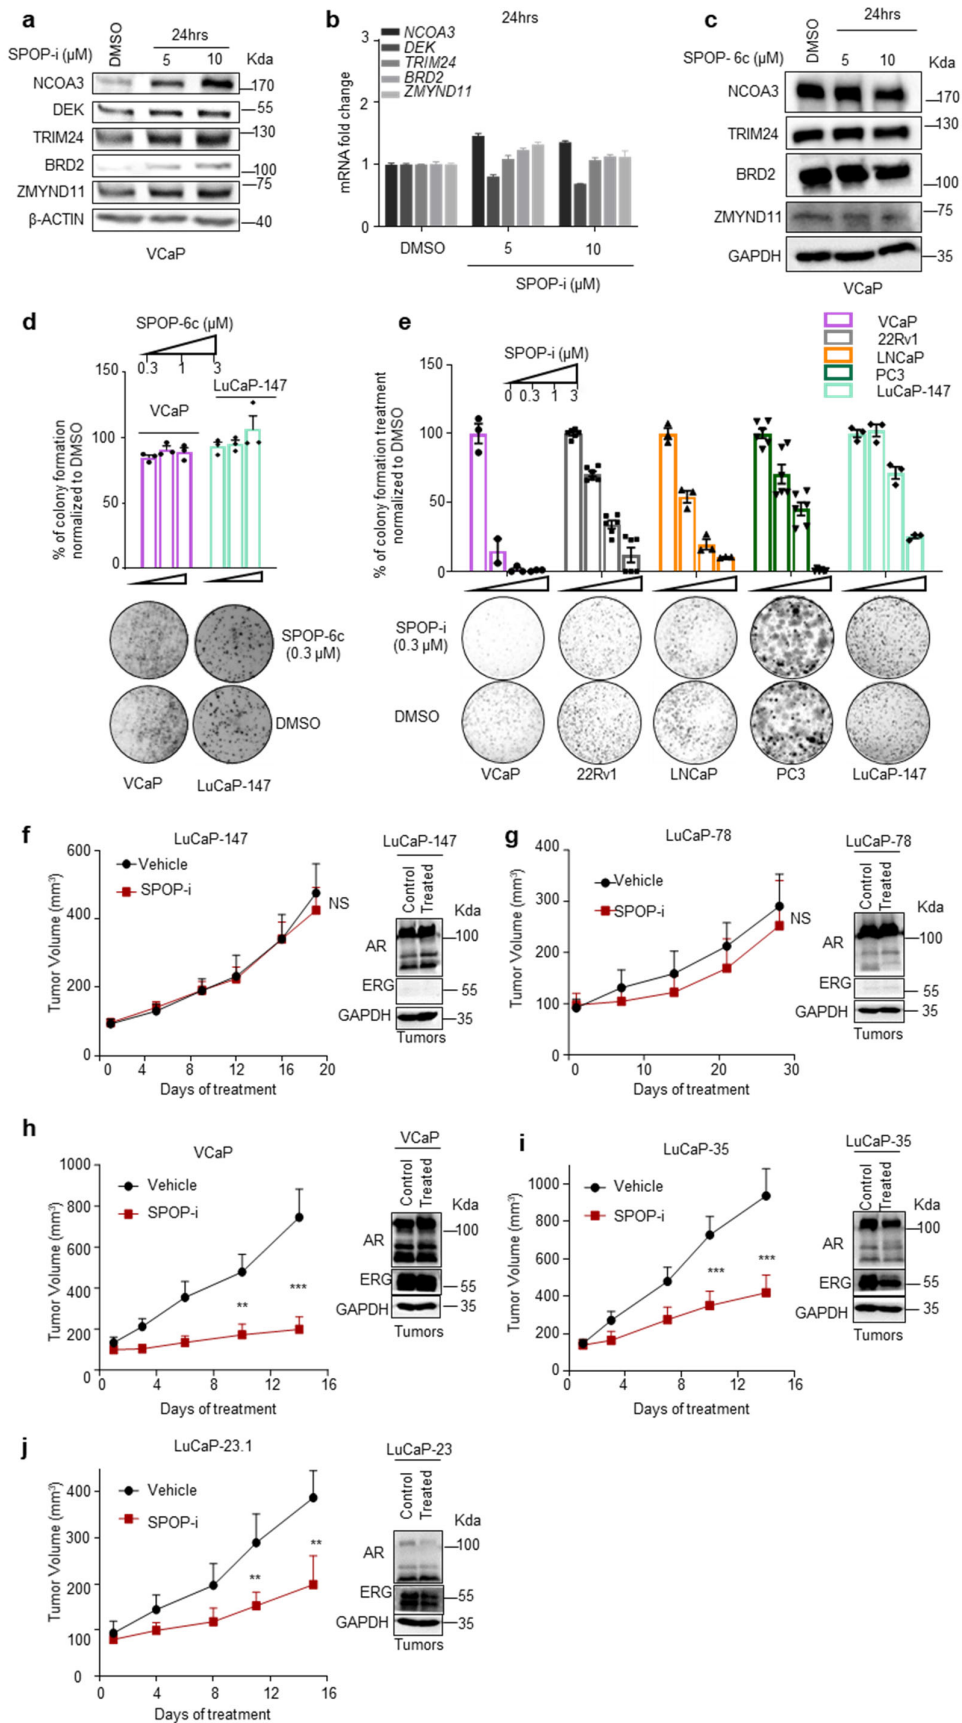 a
24hrs
DMSO
SPOP-i (µM)
5
10
Kda
NCOA3
170
DEK
55
TRIM24
130
BRD2
100
ZMYND11
75
β-ACTIN
40
VCaP
b
24hrs
NCOA3
DEK
TRIM24
BRD2
ZMYND11
mRNA fold change
3
2
1
0
DMSO
5
10
SPOP-i (µM)
c
24hrs
DMSO
SPOP- 6c (µM)
5
10
Kda
NCOA3
170
TRIM24
130
BRD2
100
ZMYND11
75
GAPDH
35
VCaP
d
SPOP-6c (µM)
0.3
1
3
LuCaP-147
VCaP
% of colony formation
normalized to DMSO
150
100
50
0
SPOP-6c
(0.3 µM)
DMSO
VCaP
LuCaP-147
e
VCaP
22Rv1
LNCaP
PC3
LuCaP-147
SPOP-i (µM)
0
0.3
1
3
% of colony formation treatment
normalized to DMSO
150
100
50
0
SPOP-i
(0.3 µM)
DMSO
VCaP
22Rv1
LNCaP
PC3
LuCaP-147
f
LuCaP-147
Vehicle
SPOP-i
NS
Tumor Volume (mm³)
600
400
200
0
0 4 8 12 16 20
Days of treatment
LuCaP-147
Control
Treated
Kda
AR
100
ERG
55
GAPDH
35
Tumors
g
LuCaP-78
Vehicle
SPOP-i
NS
Tumor Volume (mm³)
400
300
200
100
0
0 10 20 30
Days of treatment
LuCaP-78
Control
Treated
Kda
AR
100
ERG
55
GAPDH
35
Tumors
h
VCaP
Vehicle
SPOP-i
**
***
Tumor Volume (mm³)
1000
800
600
400
200
0
0 4 8 12 16
Days of treatment
VCaP
Control
Treated
Kda
AR
100
ERG
55
GAPDH
35
Tumors
i
LuCaP-35
Vehicle
SPOP-i
***
***
Tumor Volume (mm³)
1000
800
600
400
200
0
0 4 8 12 16
Days of treatment
LuCaP-35
Control
Treated
Kda
AR
100
ERG
55
GAPDH
35
Tumors
j
LuCaP-23.1
Vehicle
SPOP-i
**
**
Tumor Volume (mm³)
400
300
200
100
0
0 4 8 12 16
Days of treatment
LuCaP-23
Control
Treated
Kda
AR
100
ERG
55
GAPDH
35
Tumors